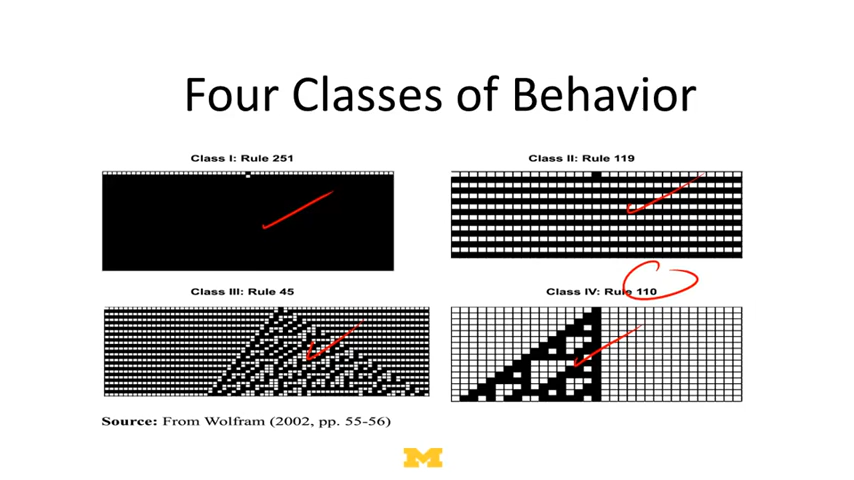 Four Classes of Behavior
Class I: Rule 251
Class II: Rule 119
Class III: Rule 45
Class IV: Rule 110
Source: From Wolfram (2002, pp. 55-56)
M